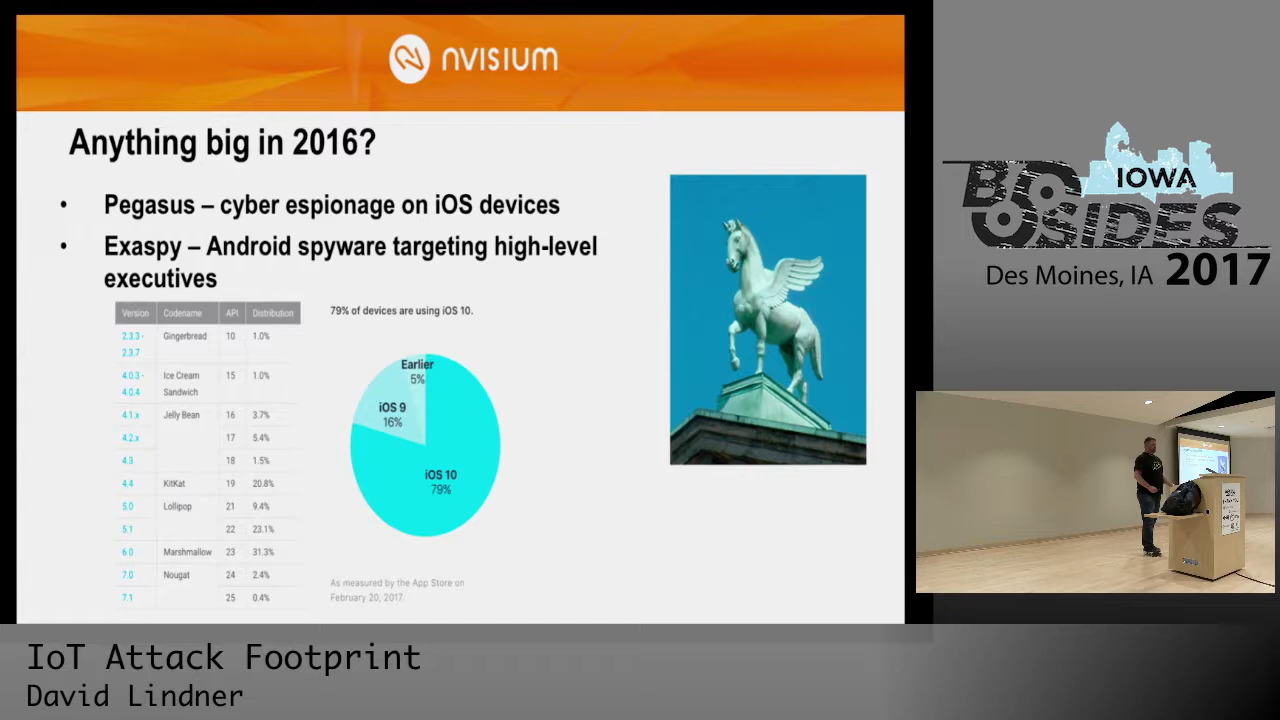 nVISIUM
Anything big in 2016?
• Pegasus – cyber espionage on iOS devices
• Exaspy – Android spyware targeting high-level
executives
Version Codename API Distribution
2.3.3 - Gingerbread 10 1.0%
2.3.7
4.0.3 - Ice Cream 15 1.0%
4.0.4 Sandwich
4.1.x Jelly Bean 16 3.7%
4.2.x 17 5.4%
4.3 18 1.5%
4.4 KitKat 19 20.8%
5.0 Lollipop 21 9.4%
5.1 22 23.1%
6.0 Marshmallow 23 31.3%
7.0 Nougat 24 2.4%
7.1 25 0.4%
79% of devices are using iOS 10.
Earlier
5%
iOS 9
16%
iOS 10
79%
As measured by the App Store on
February 20, 2017.
IOWA
BSIDES
Des Moines, IA 2017
IoT Attack Footprint
David Lindner